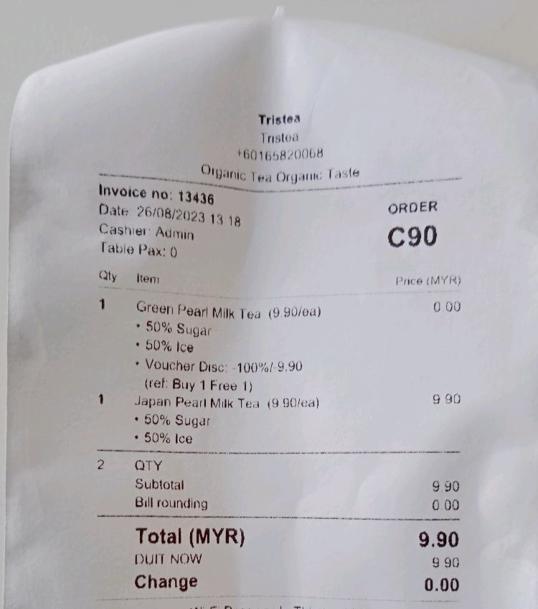 Tristea
Tristea
+60165820068
Organic Tea Organic Taste
Invoice no: 13436
Date 26/08/2023 13 18
Cashier Admin
Table Pax: 0
ORDER
C90
Qty Item Price (MYR)
1 Green Pearl Milk Tea (9.90/ea) 0.00
• 50% Sugar
• 50% Ice
• Voucher Disc: -100%/-9.90
(ref: Buy 1 Free 1)
1 Japan Pearl Milk Tea (9.90/ea) 9 90
• 50% Sugar
• 50% Ice
2 QTY
Subtotal 9.90
Bill rounding 0.00
Total (MYR) 9.90
DUIT NOW 9 90
Change 0.00